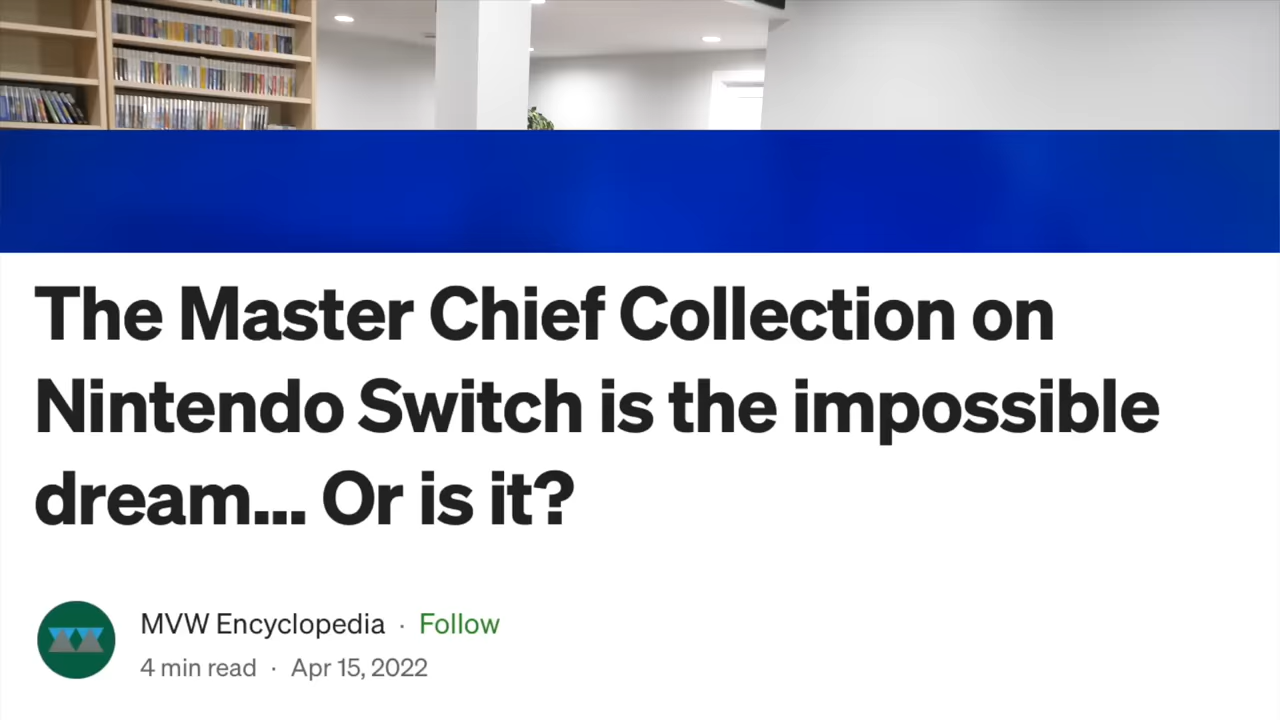 The Master Chief Collection on
Nintendo Switch is the impossible
dream... Or is it?
MVW Encyclopedia · Follow
4 min read · Apr 15, 2022